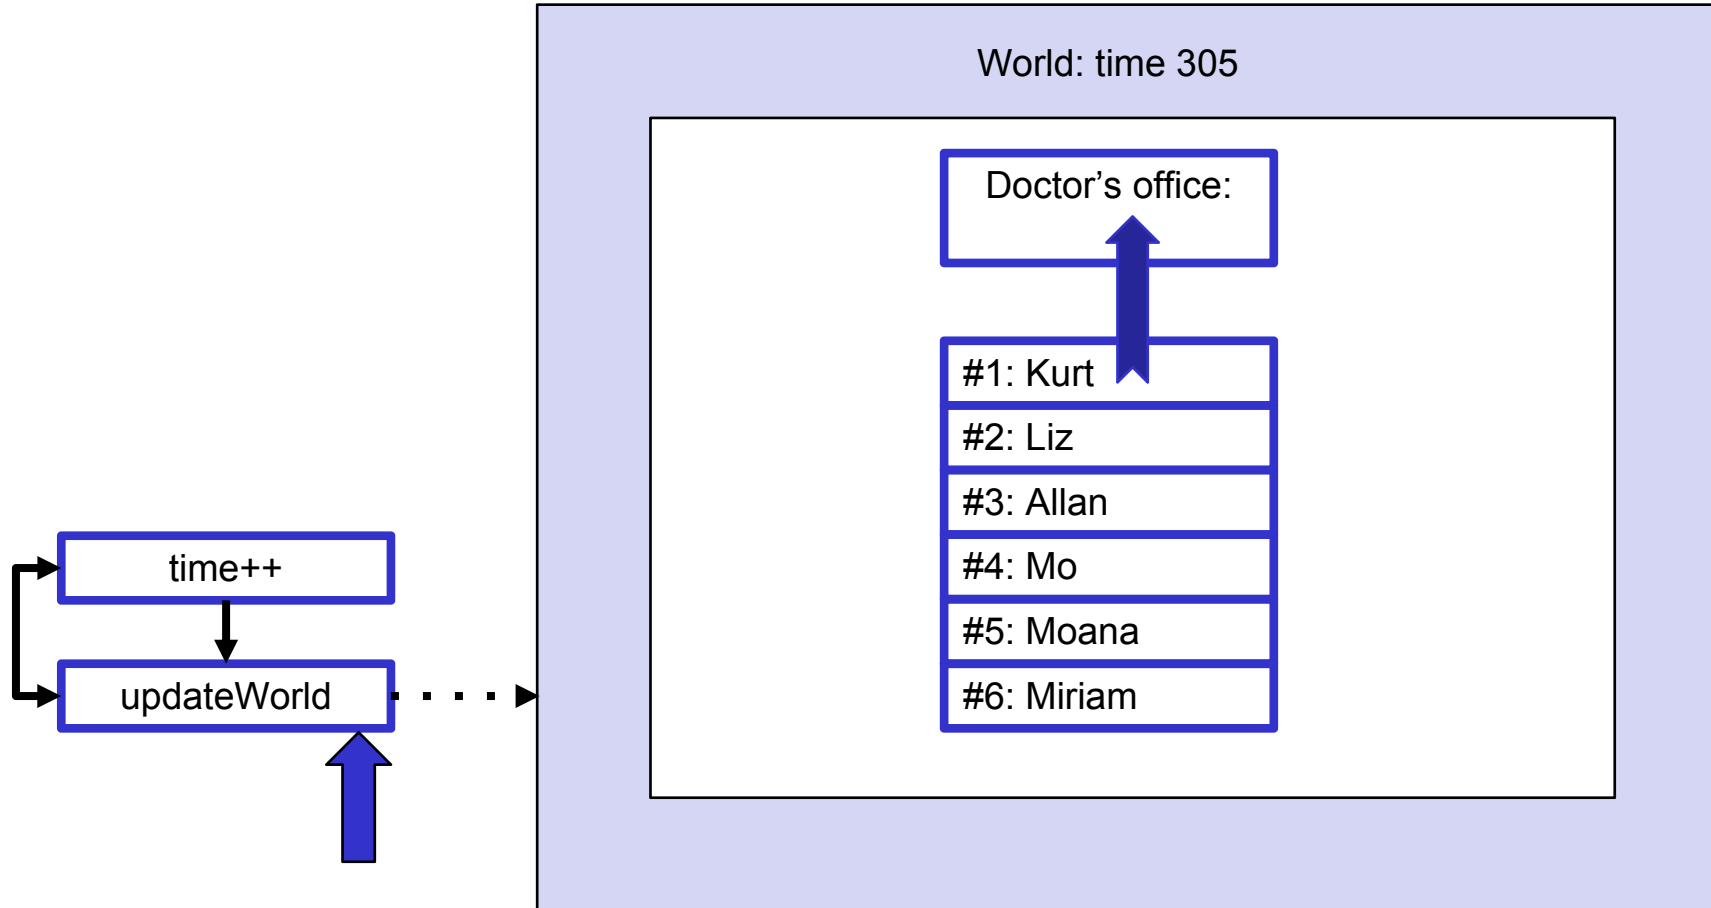 World: time 305
Doctor’s office:
#1: Kurt
#2: Liz
#3: Allan
#4: Mo
#5: Moana
#6: Miriam
time++
updateWorld